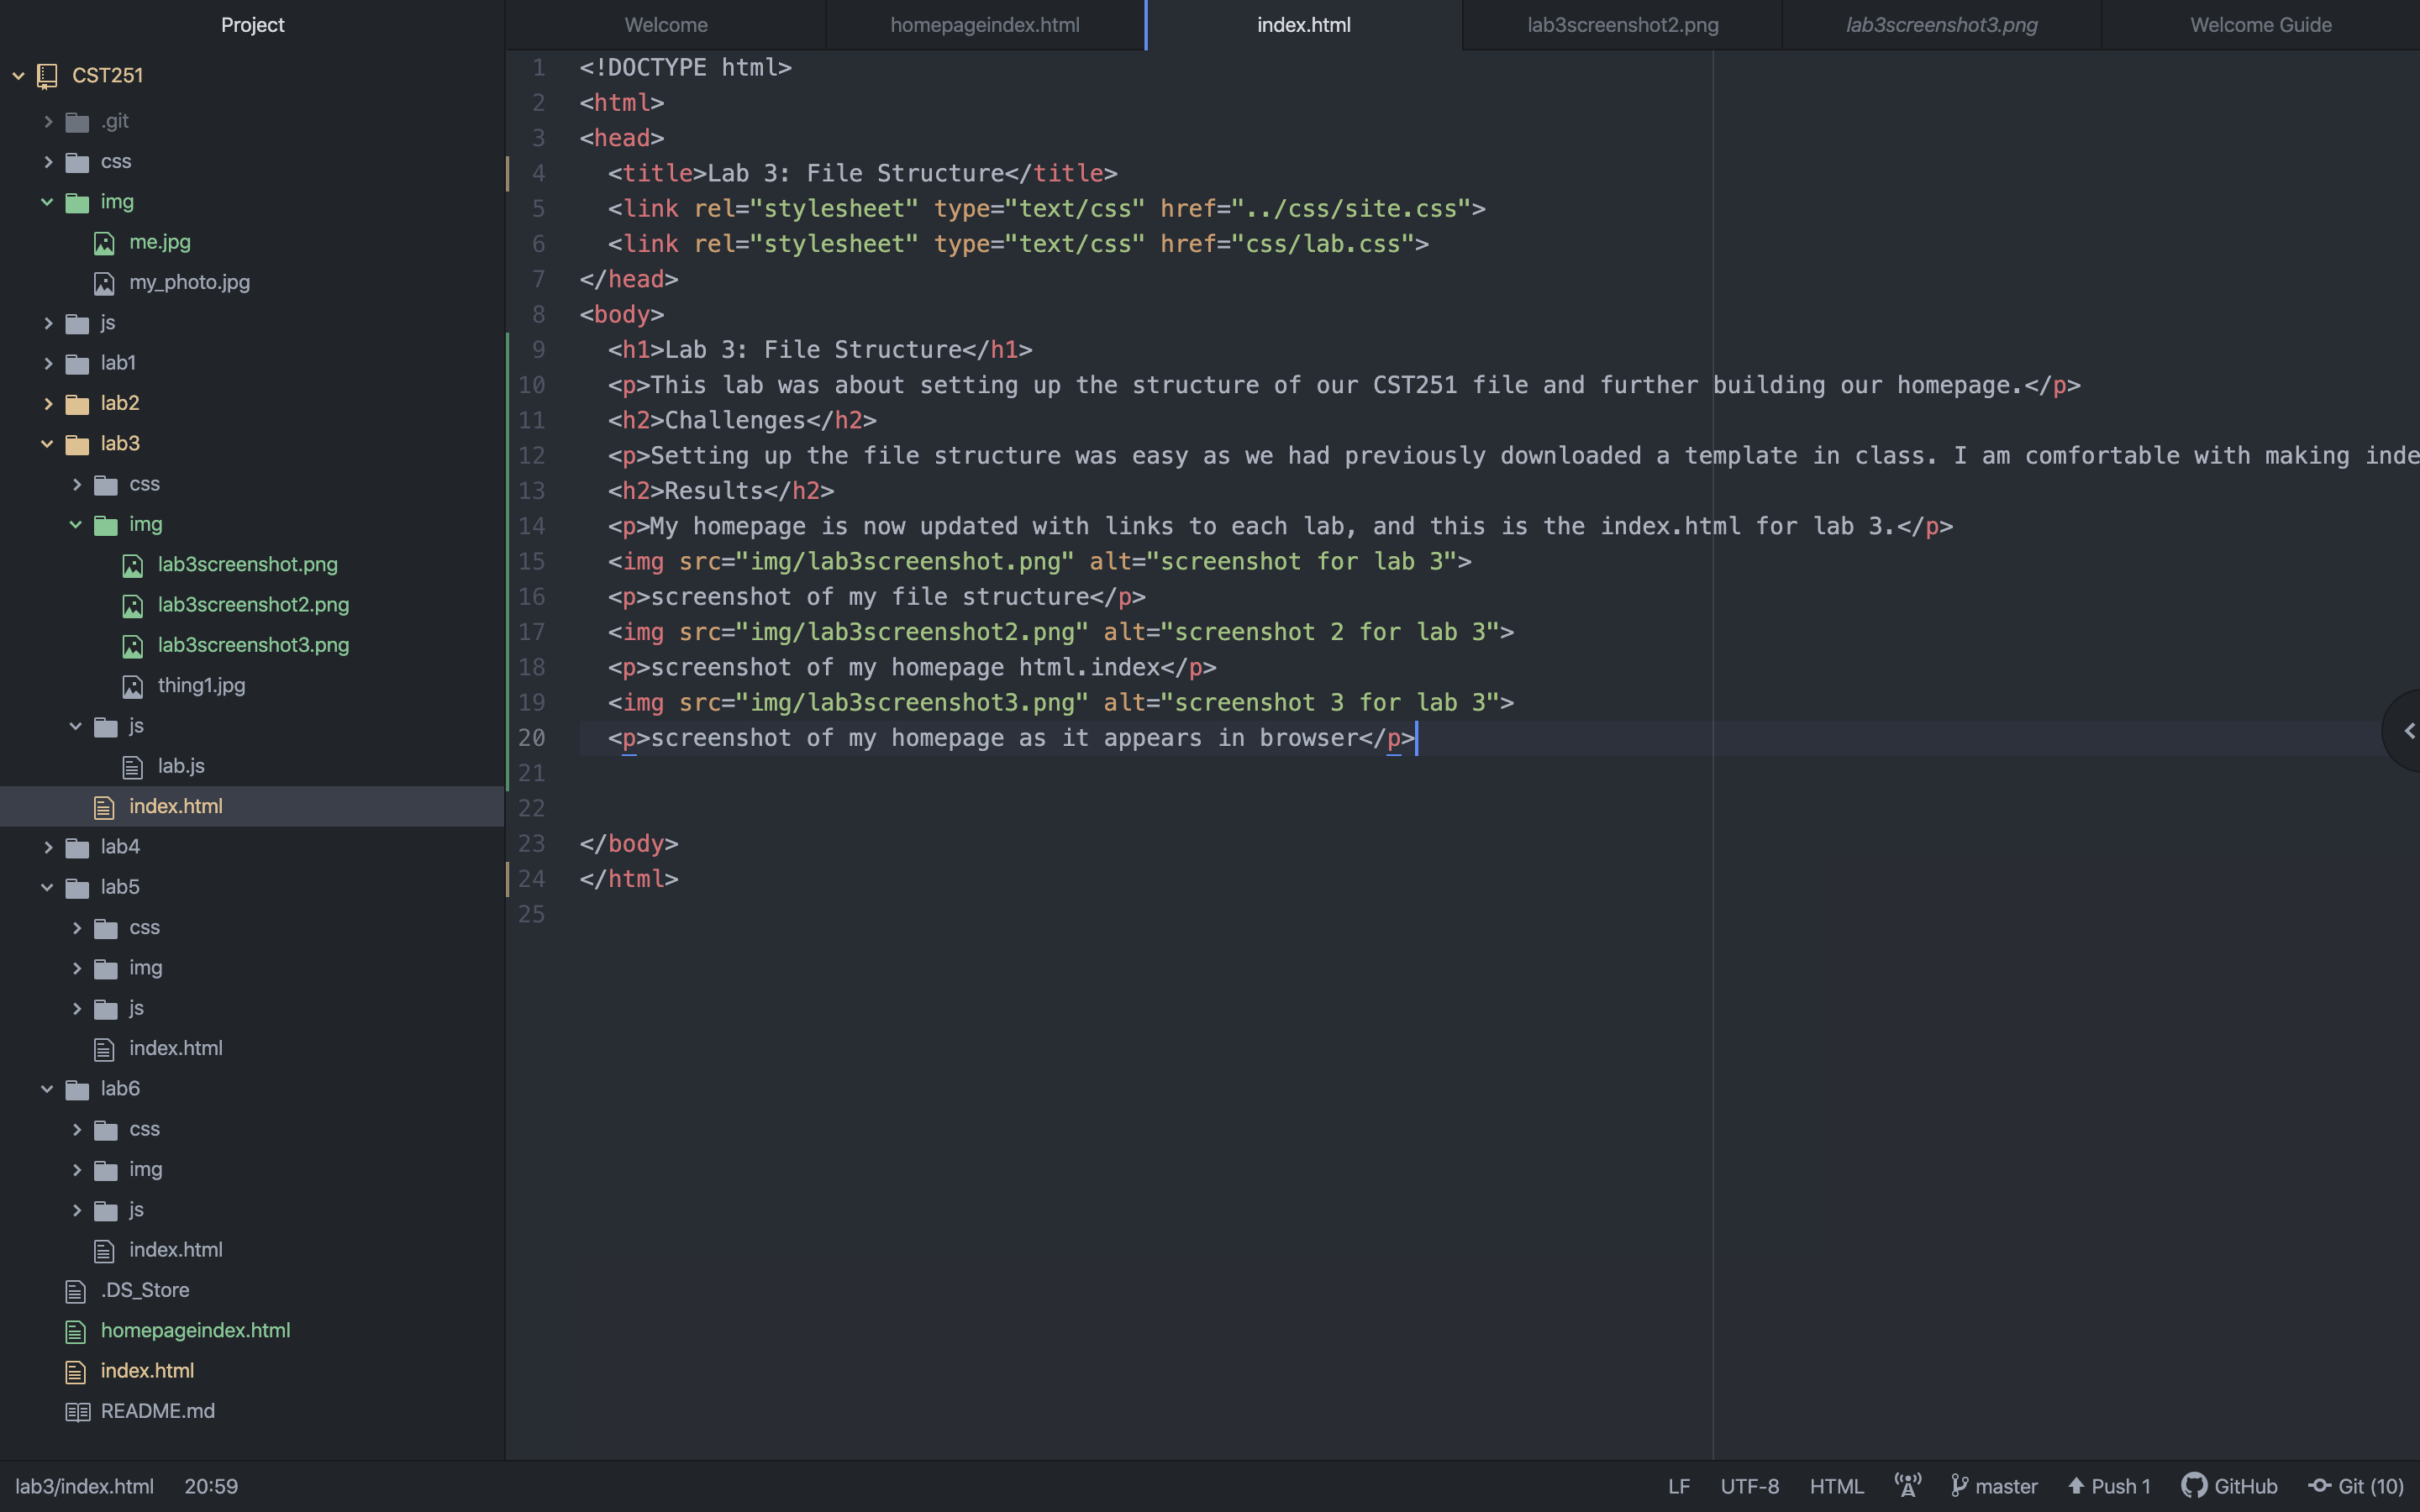 Project
CST251
.git
css
img
me.jpg
my_photo.jpg
js
lab1
lab2
lab3
css
img
lab3screenshot.png
lab3screenshot2.png
lab3screenshot3.png
thing1.jpg
js
lab.js
index.html
lab4
lab5
css
img
js
index.html
lab6
css
img
js
index.html
.DS_Store
homepageindex.html
index.html
README.md
Welcome homepageindex.html index.html lab3screenshot2.png lab3screenshot3.png Welcome Guide
1 <!DOCTYPE html>
2 <html>
3 <head>
4 <title>Lab 3: File Structure</title>
5 <link rel="stylesheet" type="text/css" href="../css/site.css">
6 <link rel="stylesheet" type="text/css" href="css/lab.css">
7 </head>
8 <body>
9 <h1>Lab 3: File Structure</h1>
10 <p>This lab was about setting up the structure of our CST251 file and further building our homepage.</p>
11 <h2>Challenges</h2>
12 <p>Setting up the file structure was easy as we had previously downloaded a template in class. I am comfortable with making inde
13 <h2>Results</h2>
14 <p>My homepage is now updated with links to each lab, and this is the index.html for lab 3.</p>
15 <img src="img/lab3screenshot.png" alt="screenshot for lab 3">
16 <p>screenshot of my file structure</p>
17 <img src="img/lab3screenshot2.png" alt="screenshot 2 for lab 3">
18 <p>screenshot of my homepage html.index</p>
19 <img src="img/lab3screenshot3.png" alt="screenshot 3 for lab 3">
20 <p>screenshot of my homepage as it appears in browser</p>
21
22
23 </body>
24 </html>
25
lab3/index.html 20:59 LF UTF-8 HTML master Push 1 GitHub Git (10)